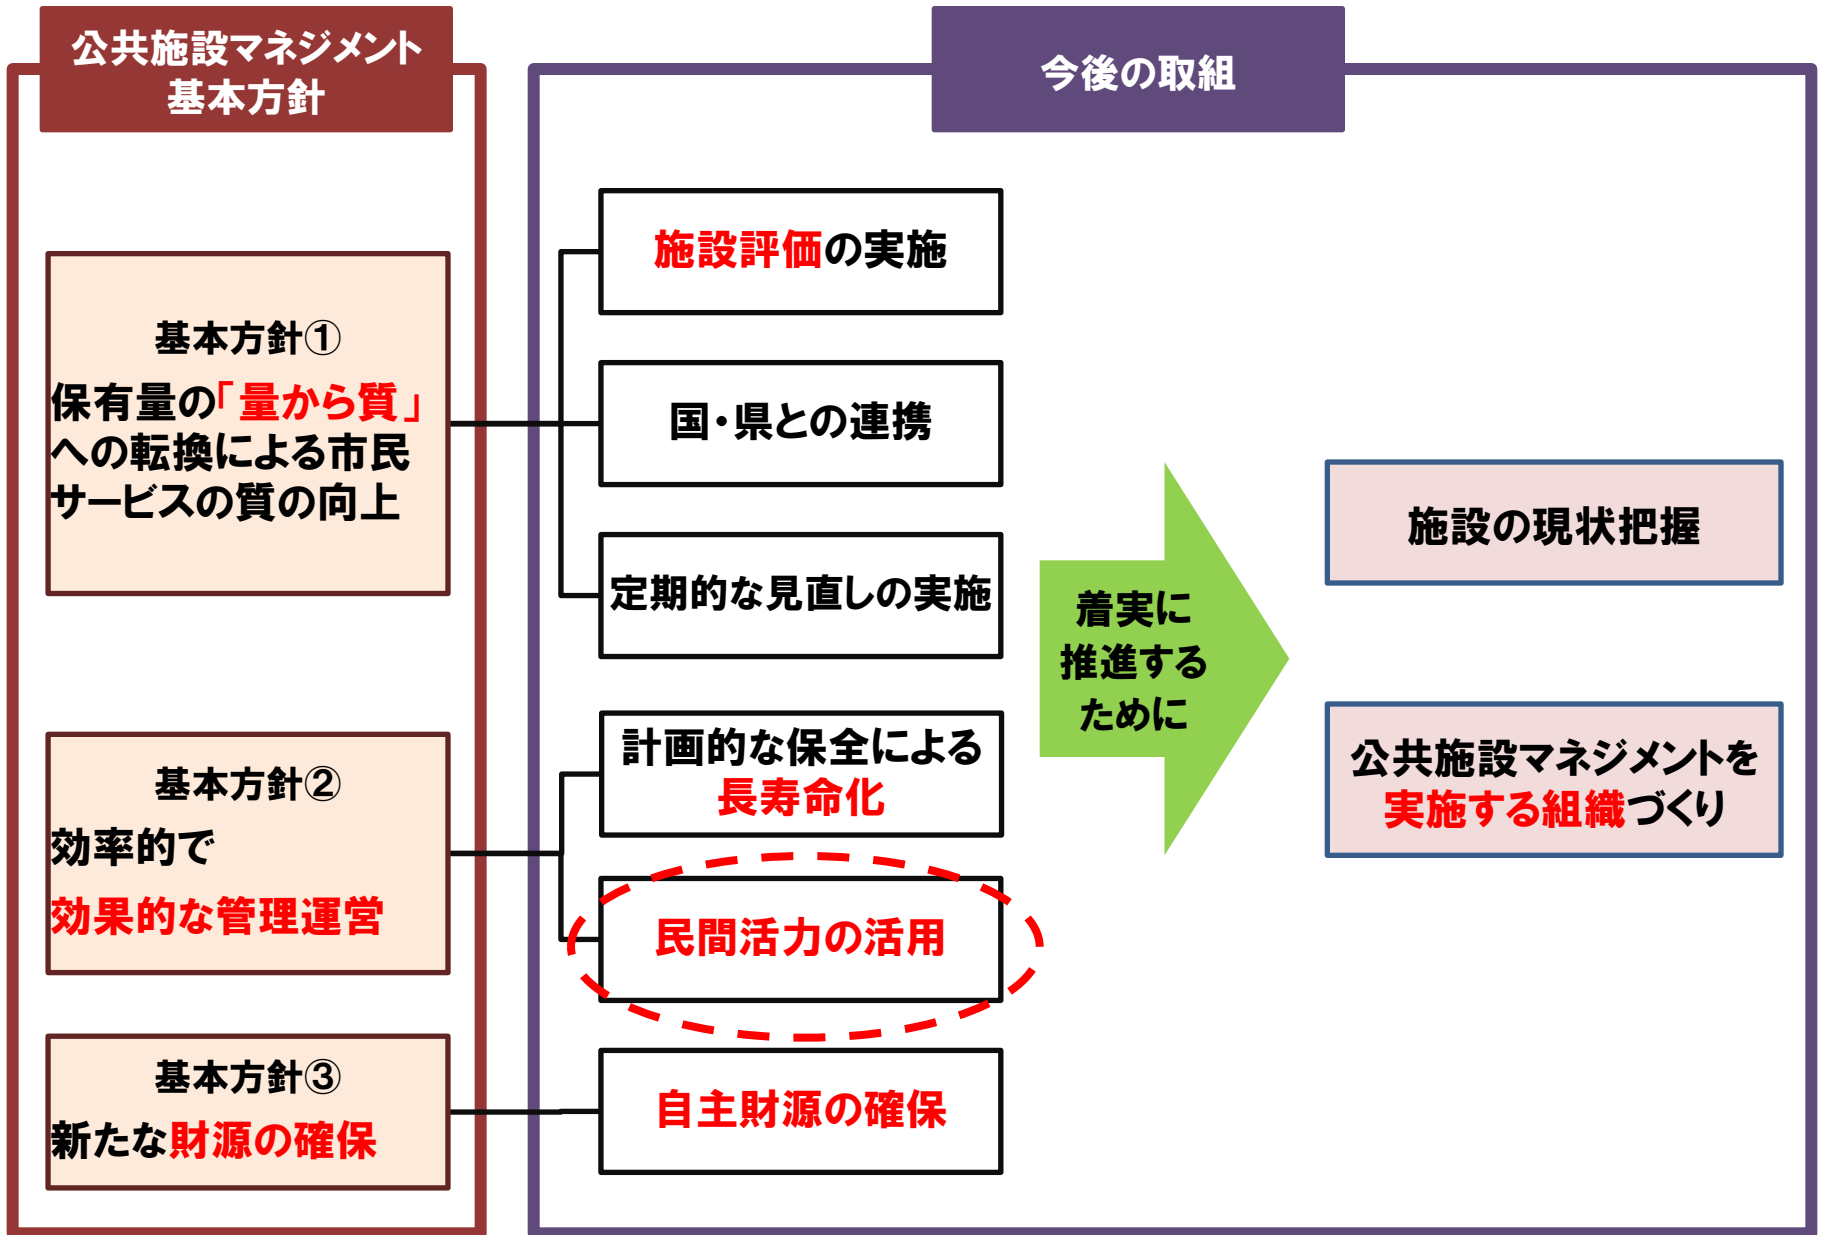 公共施設マネジメント
基本方針
今後の取組
基本方針①
保有量の「量から質」
への転換による市民
サービスの質の向上
施設評価の実施
国・県との連携
定期的な見直しの実施
基本方針②
効率的で
効果的な管理運営
計画的な保全による
長寿命化
民間活力の活用
基本方針③
新たな財源の確保
自主財源の確保
着実に
推進する
ために
施設の現状把握
公共施設マネジメントを
実施する組織づくり